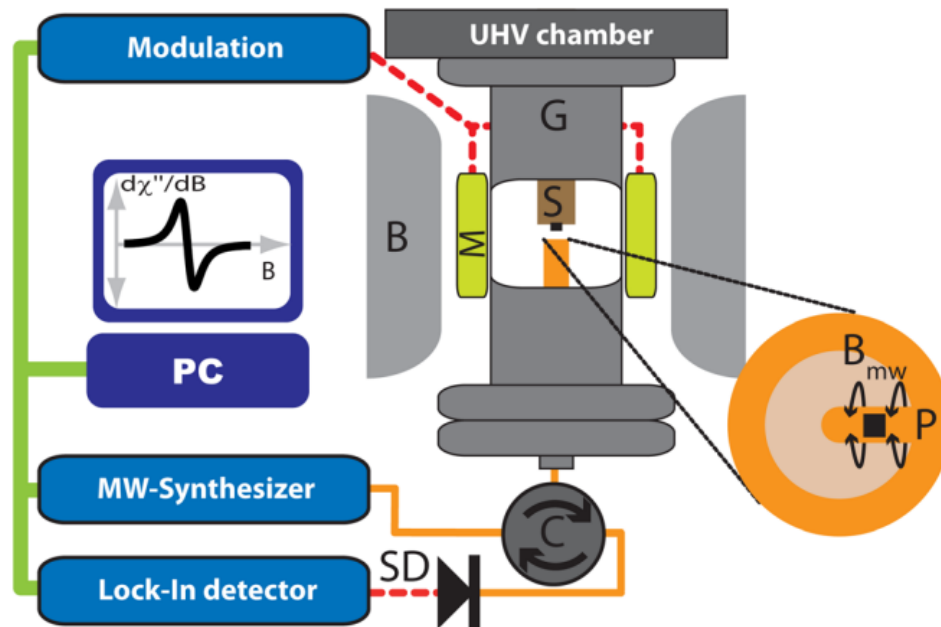 Modulation
UHV chamber
G
dχ''/dB
B
S
B
M
PC
B mw
P
MW-Synthesizer
C
SD
Lock-In detector